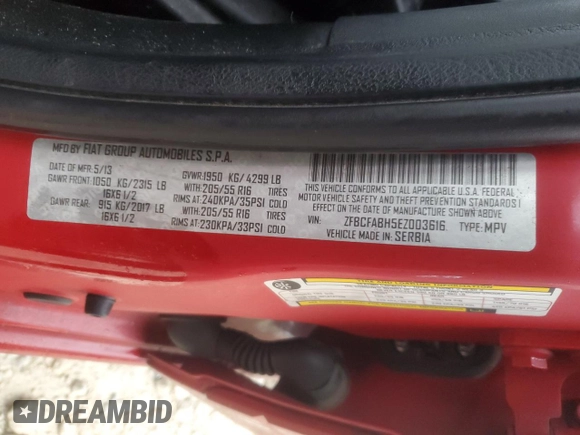 MFD BY FIAT GROUP AUTOMOBILES S.P.A.
DATE OF MFR 5/13 GVWR: 1950 KG/ 4299 LB
GAWR FRONT 1050 KG/2315 LB WITH: 205/55 R16 TIRES
16X6 1/2 RIMS AT 240KPA/35PSI COLD
GAWR REAR: 915 KG/2017 LB WITH: 205/55 R16 TIRES
16X6 1/2 RIMS AT-230KPA/33PSI COLD
THIS VEHICLE CONFORMS TO ALL APPLICABLE U.S.A. FEDERAL
MOTOR VEHICLE SAFETY AND THEFT PREVENTION STANDARDS I
EFFECT ON THE DATE OF MANUFACTURE SHOWN ABOVE
VIN: ZFBCFABH5EZ003616 TYPE: MPV
VEHICLE MADE IN: SERBIA
DREAMBID